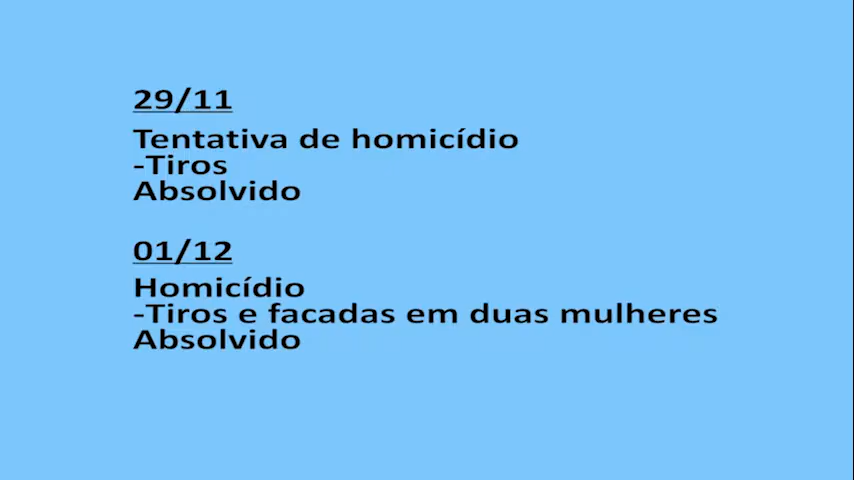 29/11
Tentativa de homicídio
-Tiros
Absolvido
01/12
Homicídio
-Tiros e facadas em duas mulheres
Absolvido